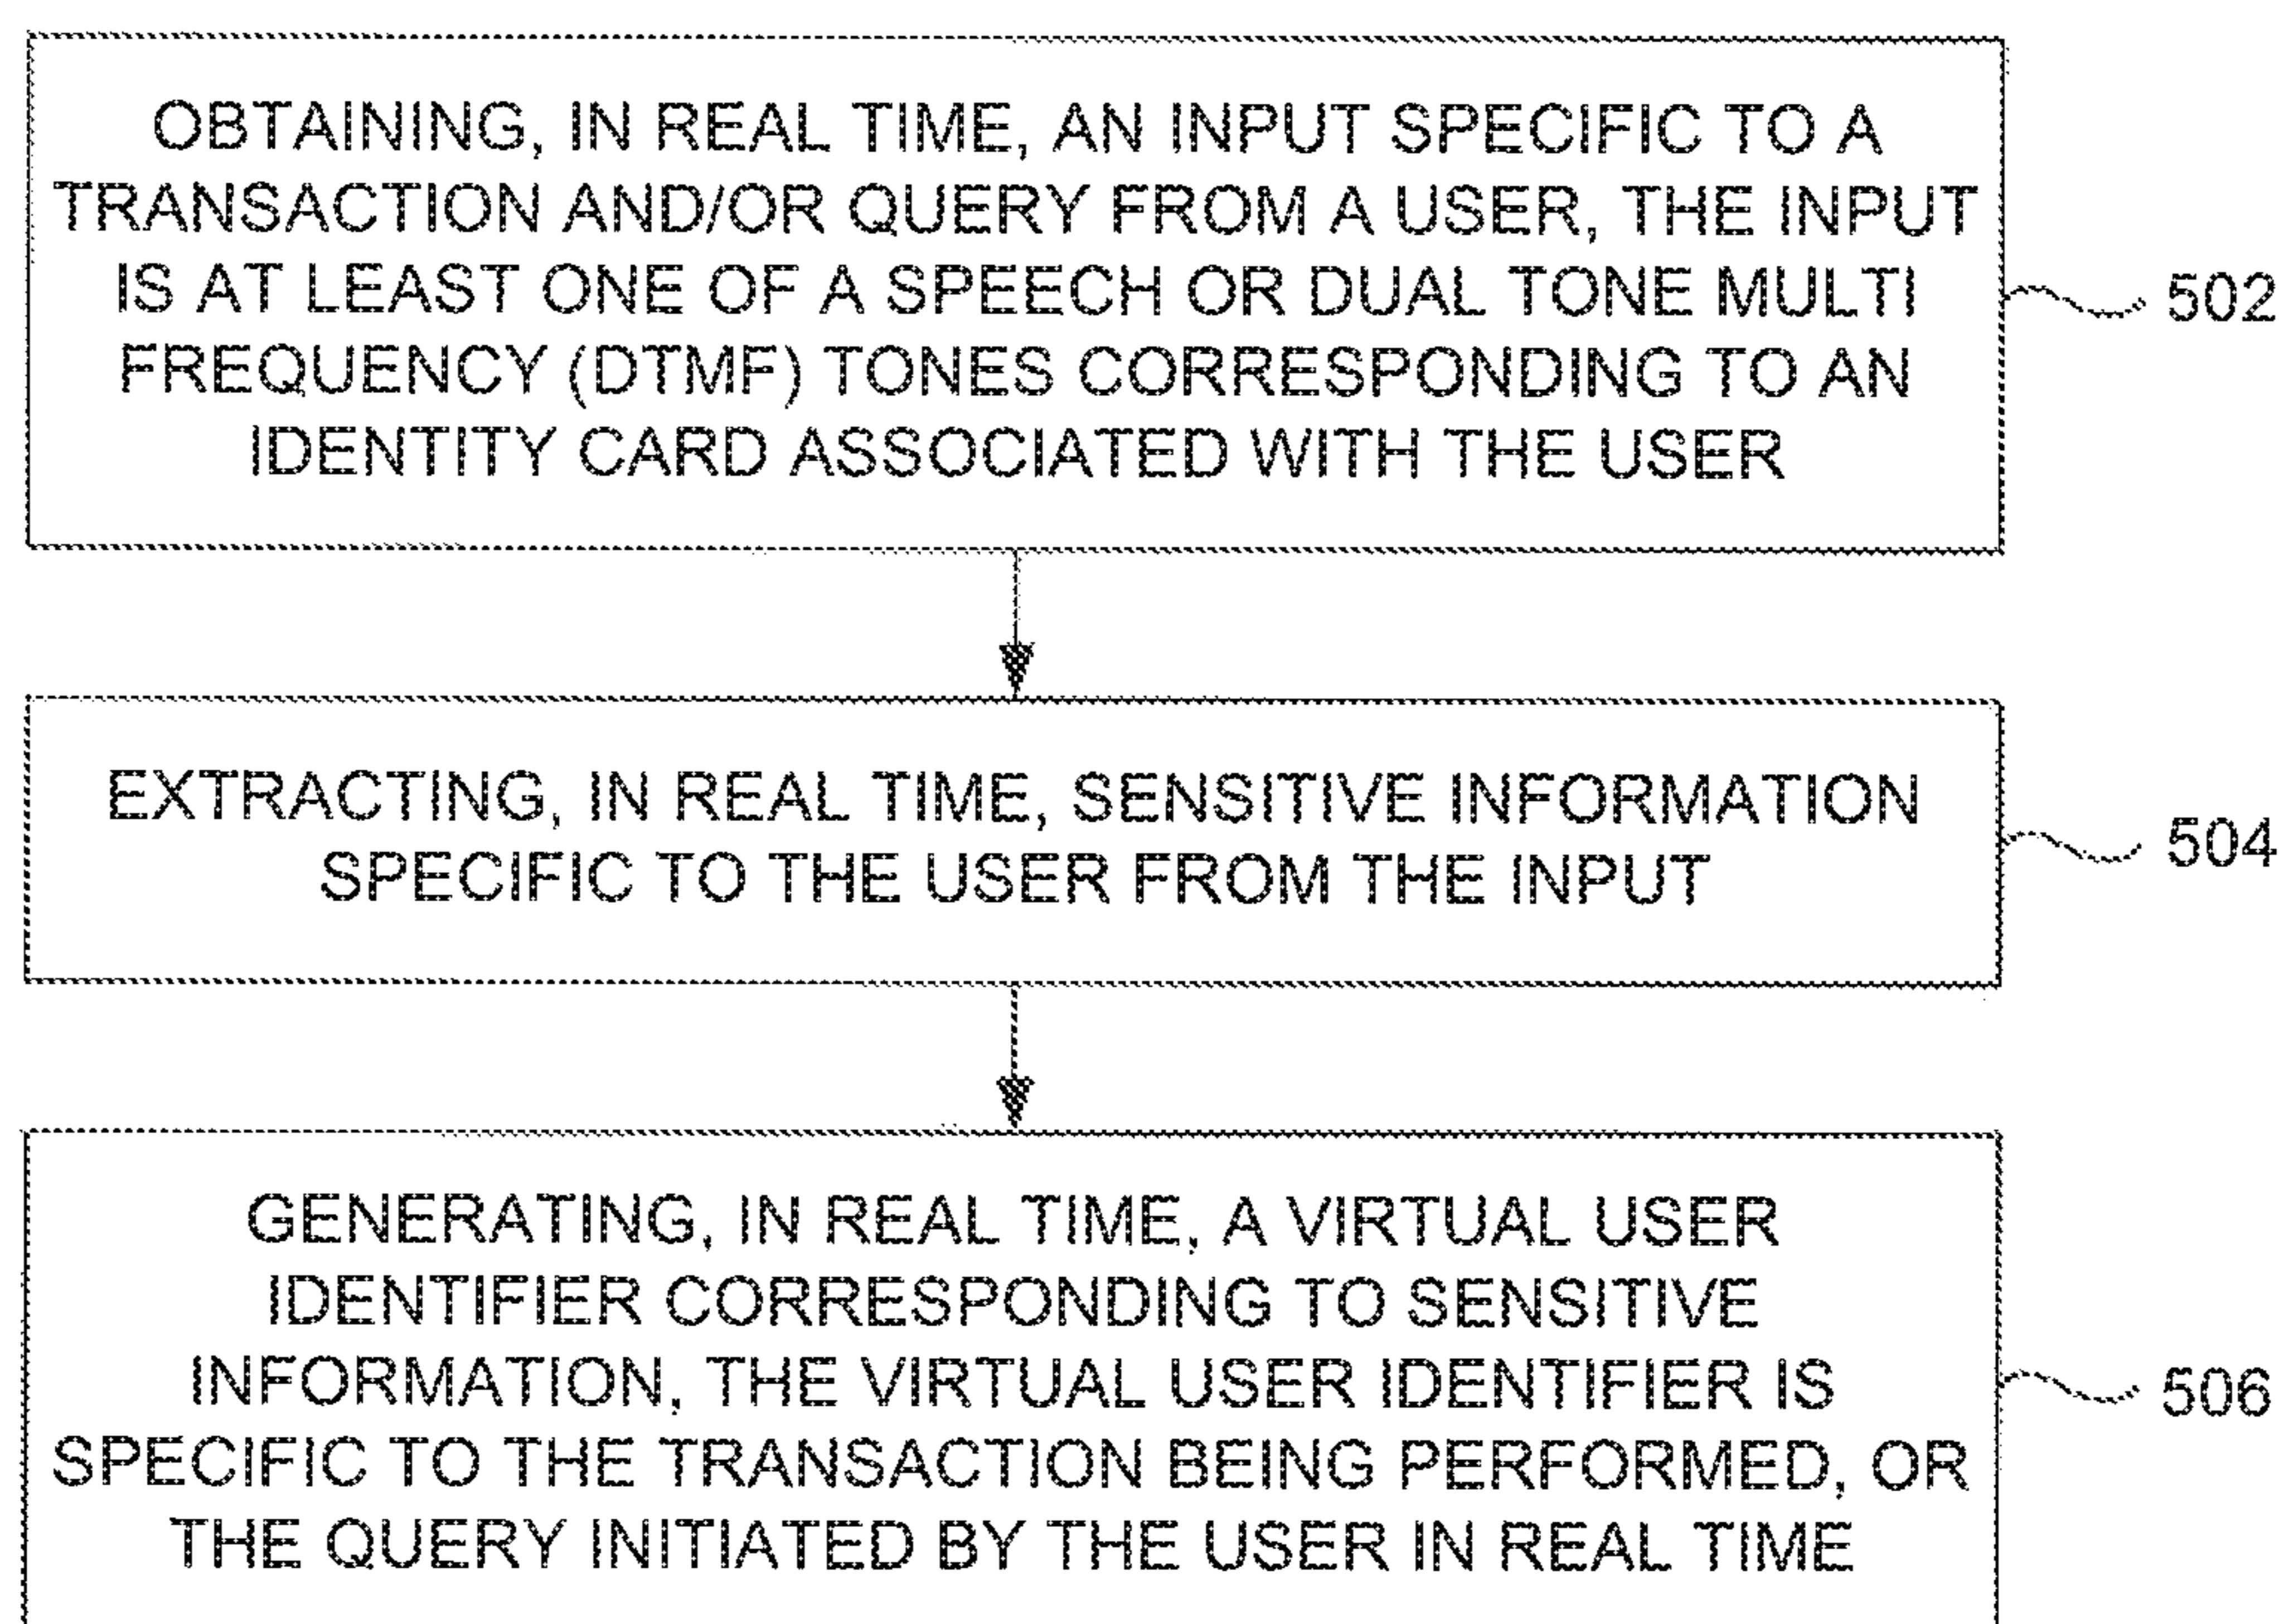 OBTAINING, IN REAL TIME, AN INPUT SPECIFIC TO A
TRANSACTION AND/OR QUERY FROM A USER, THE INPUT
IS AT LEAST ONE OF A SPEECH OR DUAL TONE MULTI
FREQUENCY (DTMF) TONES CORRESPONDING TO AN
IDENTITY CARD ASSOCIATED WITH THE USER
502
EXTRACTING, IN REAL TIME, SENSITIVE INFORMATION
SPECIFIC TO THE USER FROM THE INPUT
504
GENERATING, IN REAL TIME, A VIRTUAL USER
IDENTIFIER CORRESPONDING TO SENSITIVE
INFORMATION, THE VIRTUAL USER IDENTIFIER IS
SPECIFIC TO THE TRANSACTION BEING PERFORMED, OR
THE QUERY INITIATED BY THE USER IN REAL TIME
506